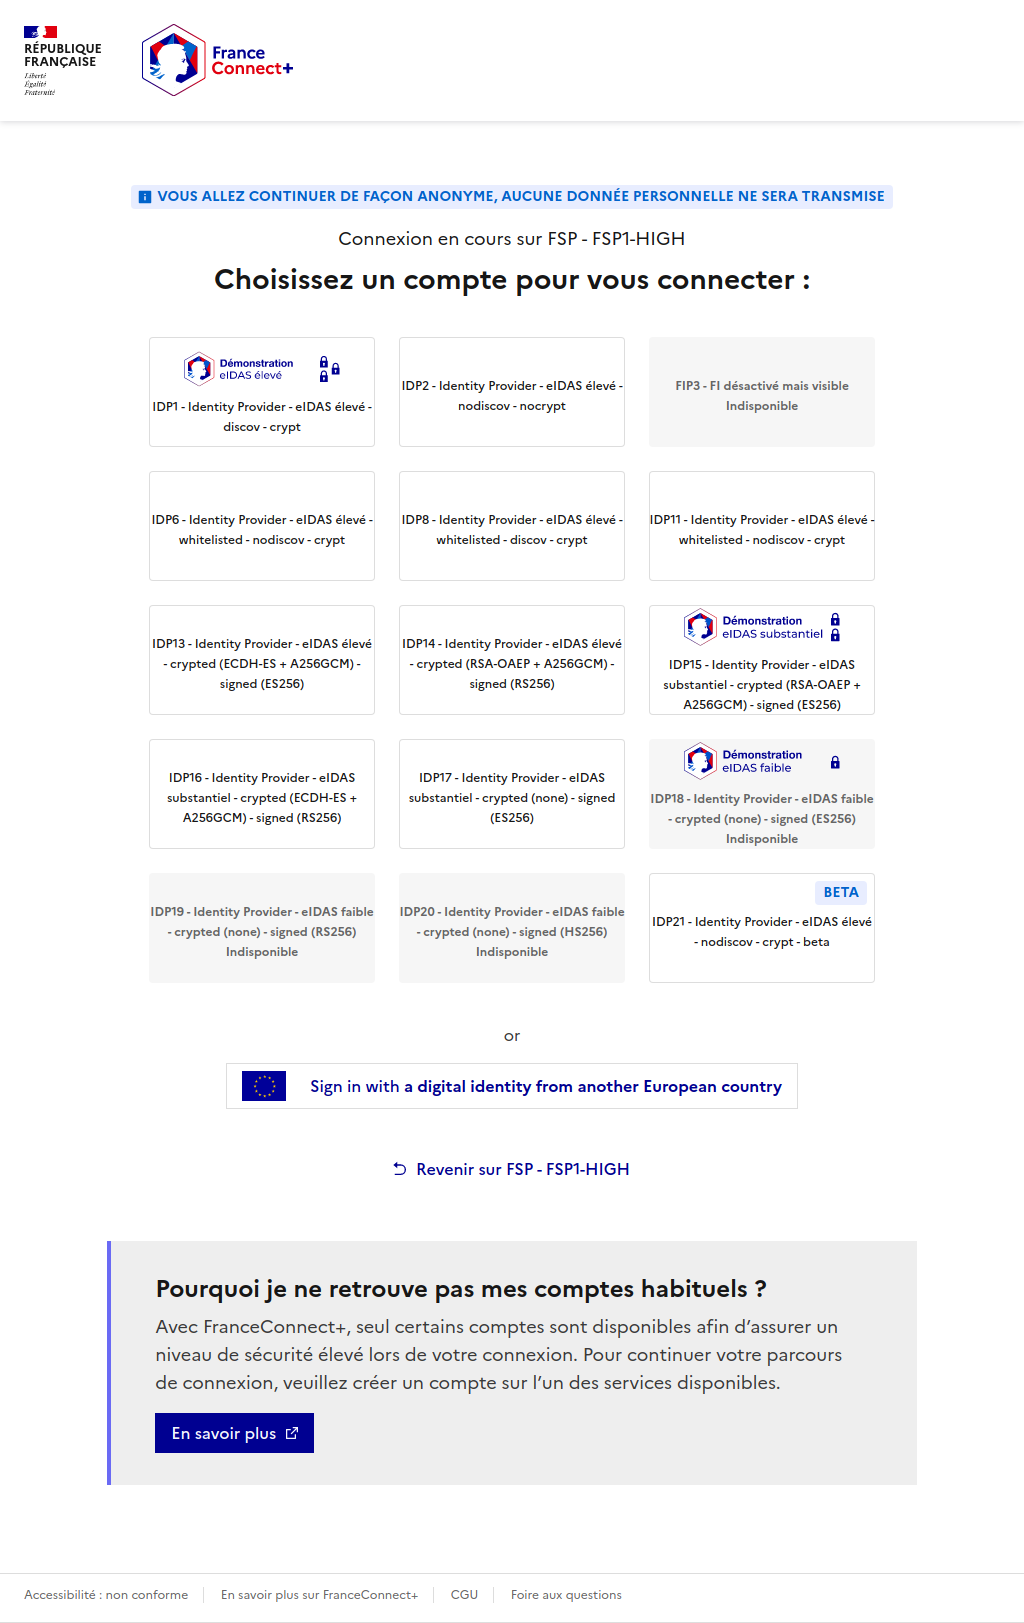 RÉPUBLIQUE
FRANÇAISE
Liberté
Égalité
Fraternité
France
Connect+
VOUS ALLEZ CONTINUER DE FAÇON ANONYME, AUCUNE DONNÉE PERSONNELLE NE SERA TRANSMISE
Connexion en cours sur FSP - FSP1-HIGH
Choisissez un compte pour vous connecter :
Démonstration
eIDAS élevé
IDP1 - Identity Provider - eIDAS élevé -
discov - crypt
IDP2 - Identity Provider - eIDAS élevé -
nodiscov - nocrypt
FIP3 - FI désactivé mais visible
Indisponible
IDP6 - Identity Provider - eIDAS élevé -
whitelisted - nodiscov - crypt
IDP8 - Identity Provider - eIDAS élevé -
whitelisted - discov - crypt
IDP11 - Identity Provider - eIDAS élevé -
whitelisted - nodiscov - crypt
IDP13 - Identity Provider - eIDAS élevé
- crypted (ECDH-ES + A256GCM) -
signed (ES256)
IDP14 - Identity Provider - eIDAS élevé
- crypted (RSA-OAEP + A256GCM) -
signed (RS256)
Démonstration
eIDAS substantiel
IDP15 - Identity Provider - eIDAS
substantiel - crypted (RSA-OAEP +
A256GCM) - signed (ES256)
IDP16 - Identity Provider - eIDAS
substantiel - crypted (ECDH-ES +
A256GCM) - signed (RS256)
IDP17 - Identity Provider - eIDAS
substantiel - crypted (none) - signed
(ES256)
Démonstration
eIDAS faible
IDP18 - Identity Provider - eIDAS faible
- crypted (none) - signed (ES256)
Indisponible
IDP19 - Identity Provider - eIDAS faible
- crypted (none) - signed (RS256)
Indisponible
IDP20 - Identity Provider - eIDAS faible
- crypted (none) - signed (HS256)
Indisponible
BETA
IDP21 - Identity Provider - eIDAS élevé
- nodiscov - crypt - beta
or
Sign in with a digital identity from another European country
Revenir sur FSP - FSP1-HIGH
Pourquoi je ne retrouve pas mes comptes habituels ?
Avec FranceConnect+, seul certains comptes sont disponibles afin d’assurer un
niveau de sécurité élevé lors de votre connexion. Pour continuer votre parcours
de connexion, veuillez créer un compte sur l’un des services disponibles.
En savoir plus
Accessibilité : non conforme
En savoir plus sur FranceConnect+
CGU
Foire aux questions